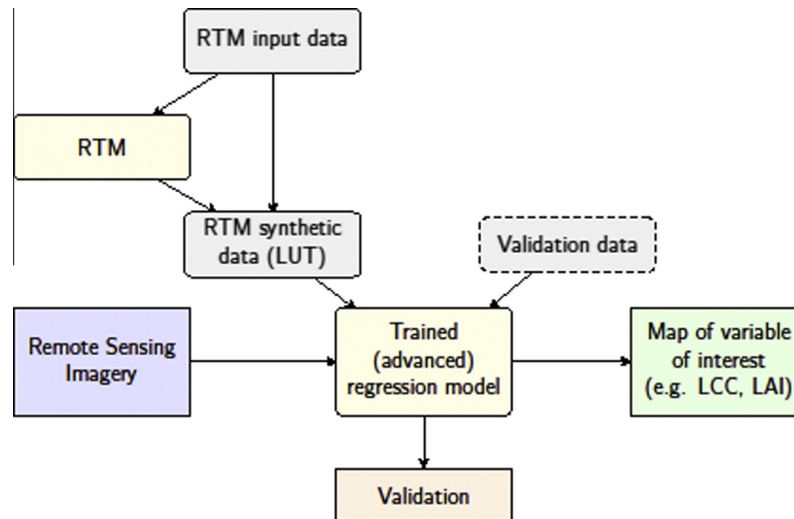 RTM input data
RTM
RTM synthetic
data (LUT)
Validation data
Remote Sensing
Imagery
Trained
(advanced)
regression model
Map of variable
of interest
(e.g. LCC, LAI)
Validation